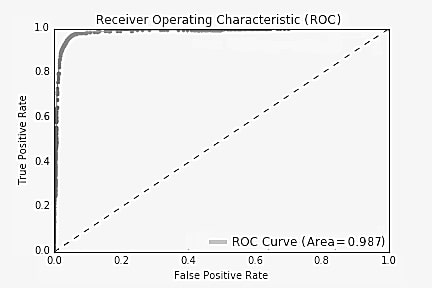 Receiver Operating Characteristic (ROC)
1.0
0.8
0.6
0.4
0.2
0.0
True Positive Rate
ROC Curve (Area=0.987)
0.0 0.2 0.4 0.6 0.8 1.0
False Positive Rate